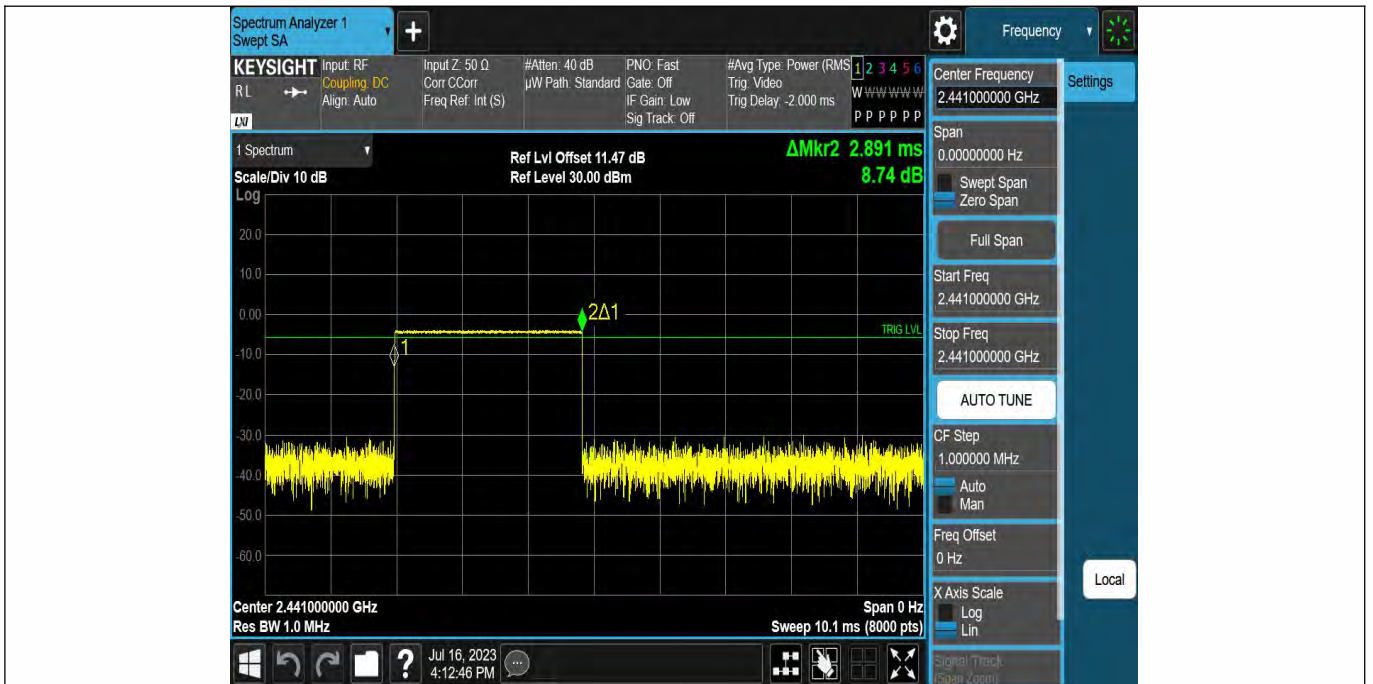 Spectrum Analyzer 1
Swept SA
+
Frequency
KEYSIGHT
R L
LXI
Input: RF
Coupling: DC
Align: Auto
Input Z: 50 Ω
Corr CCorr
Freq Ref: Int (S)
#Atten: 40 dB
µW Path: Standard
PNO: Fast
Gate: Off
IF Gain: Low
Sig Track: Off
#Avg Type: Power (RMS
Trig: Video
Trig Delay: -2.000 ms
1 2 3 4 5 6
W W W W W W
P P P P P P
1 Spectrum
Scale/Div 10 dB
Log
Ref Lvl Offset 11.47 dB
Ref Level 30.00 dBm
ΔMkr2 2.891 ms
8.74 dB
20.0
10.0
0.00
-10.0
-20.0
-30.0
-40.0
-50.0
-60.0
1
2Δ1
TRIG LVL
Center 2.441000000 GHz
Res BW 1.0 MHz
Span 0 Hz
Sweep 10.1 ms (8000 pts)
?
Jul 16, 2023
4:12:46 PM
Center Frequency
2.441000000 GHz
Span
0.00000000 Hz
Swept Span
Zero Span
Full Span
Start Freq
2.441000000 GHz
Stop Freq
2.441000000 GHz
AUTO TUNE
CF Step
1.000000 MHz
Auto
Man
Freq Offset
0 Hz
X Axis Scale
Log
Lin
Signal Track
(Span Zoom)
Settings
Local